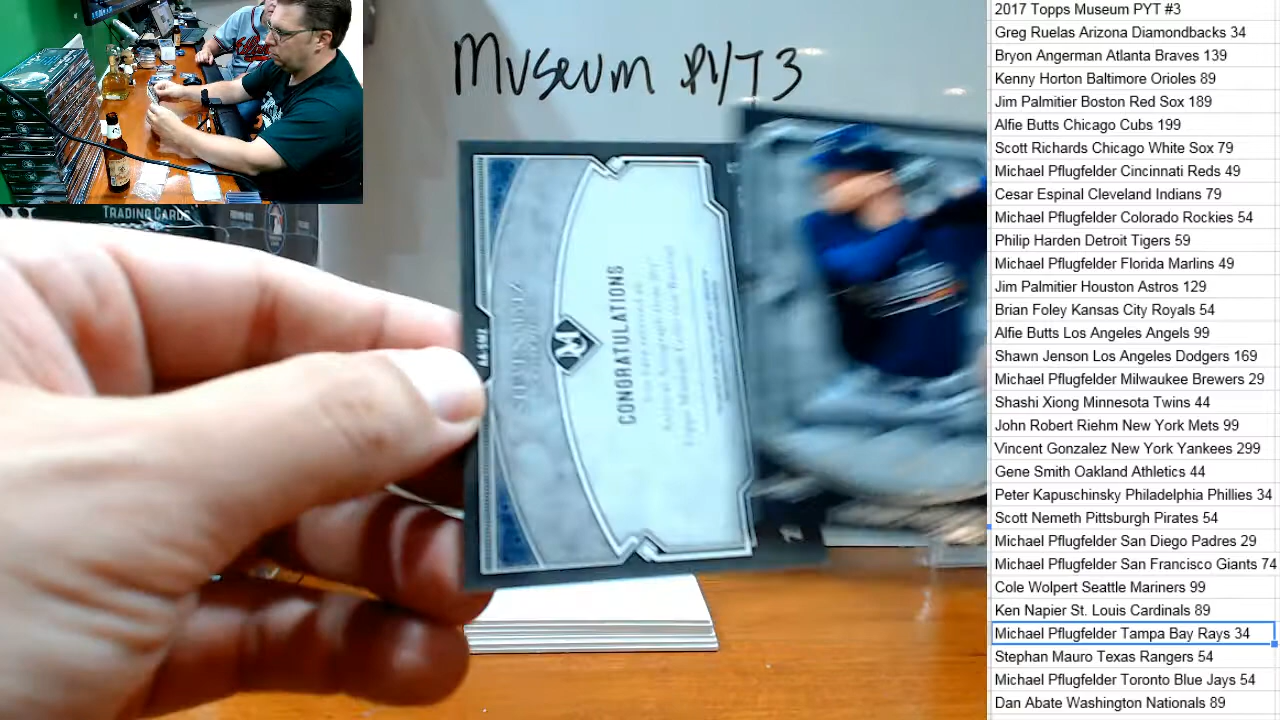 Museum PYT 3
TRADING CARDS
CONGRATULATIONS
2017 Topps Museum PYT #3
Greg Ruelas Arizona Diamondbacks 34
Bryon Angerman Atlanta Braves 139
Kenny Horton Baltimore Orioles 89
Jim Palmitier Boston Red Sox 189
Alfie Butts Chicago Cubs 199
Scott Richards Chicago White Sox 79
Michael Pflugfelder Cincinnati Reds 49
Cesar Espinal Cleveland Indians 79
Michael Pflugfelder Colorado Rockies 54
Philip Harden Detroit Tigers 59
Michael Pflugfelder Florida Marlins 49
Jim Palmitier Houston Astros 129
Brian Foley Kansas City Royals 54
Alfie Butts Los Angeles Angels 99
Shawn Jenson Los Angeles Dodgers 169
Michael Pflugfelder Milwaukee Brewers 29
Shashi Xiong Minnesota Twins 44
John Robert Riehm New York Mets 99
Vincent Gonzalez New York Yankees 299
Gene Smith Oakland Athletics 44
Peter Kapuschinsky Philadelphia Phillies 34
Scott Nemeth Pittsburgh Pirates 54
Michael Pflugfelder San Diego Padres 29
Michael Pflugfelder San Francisco Giants 74
Cole Wolpert Seattle Mariners 99
Ken Napier St. Louis Cardinals 89
Michael Pflugfelder Tampa Bay Rays 34
Stephan Mauro Texas Rangers 54
Michael Pflugfelder Toronto Blue Jays 54
Dan Abate Washington Nationals 89